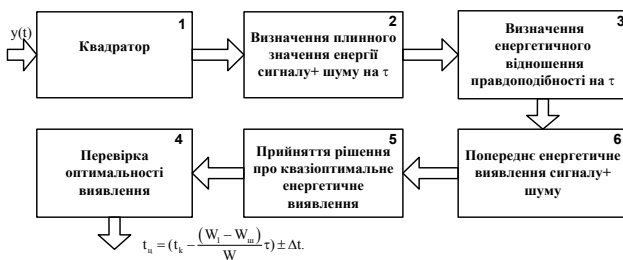 y(t)
1
Квадратор
2
Визначення плинного
значення енергії
сигналу+ шуму на τ
3
Визначення
енергетичного
відношення
правдоподібності на τ
4
Перевірка
оптимальності
виявлення
5
Прийняття рішення
про квазіоптимальне
енергетичне
виявлення
6
Попереднє енергетичне
виявлення сигналу+
шуму
t_ц = (t_k − (W_1 − W_ш)/W τ) ± Δt.